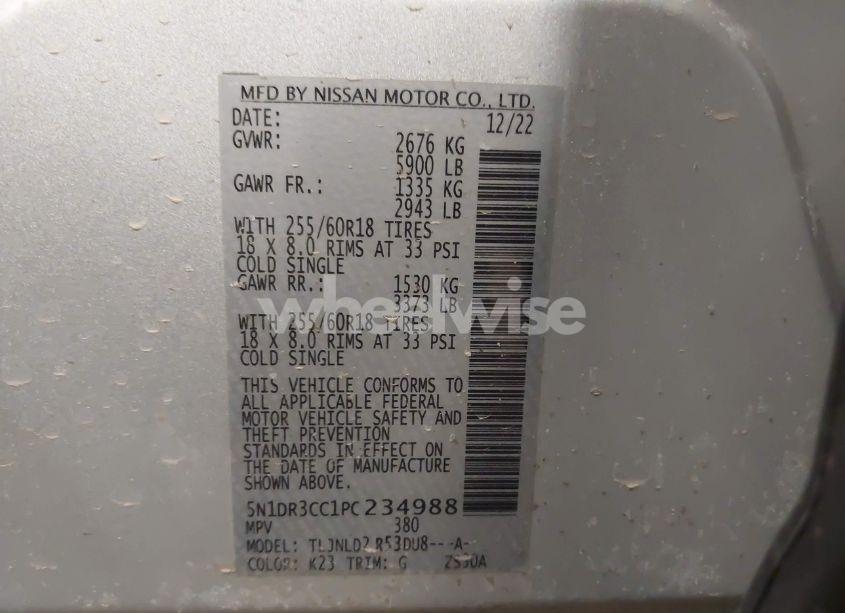 MFD BY NISSAN MOTOR CO., LTD.
DATE: 12/22
GVWR: 2676 KG
5900 LB
GAWR FR.: 1335 KG
2943 LB
WITH 255/60R18 TIRES
18 X 8.0 RIMS AT 33 PSI
COLD SINGLE
GAWR RR.: 1530 KG
3373 LB
wheelwise
WITH 255/60R18 TIRES
18 X 8.0 RIMS AT 33 PSI
COLD SINGLE
THIS VEHICLE CONFORMS TO
ALL APPLICABLE FEDERAL
MOTOR VEHICLE SAFETY AND
THEFT PREVENTION
STANDARDS IN EFFECT ON
THE DATE OF MANUFACTURE
SHOWN ABOVE.
5N1DR3CC1PC234988
MPV 380
MODEL:
COLOR: K23 TRIM: G